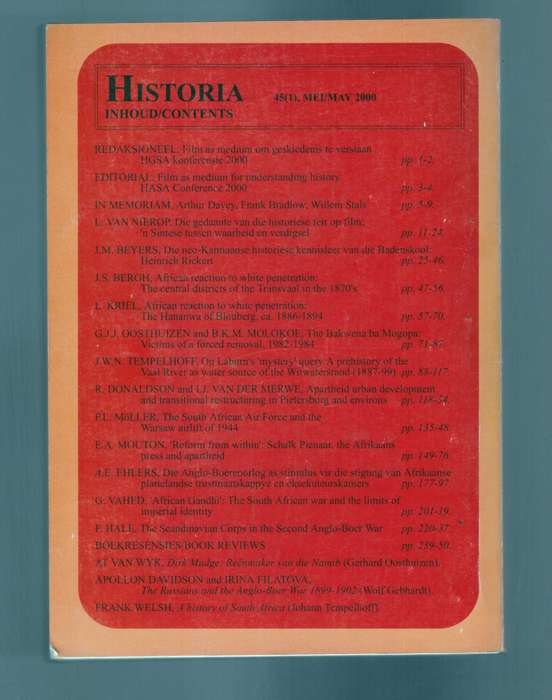 HISTORIA 45(1), MEI/MAY 2000
INHOUD/CONTENTS
REDAKSIONEEL, Film as medium om geskiedenis te verstaan
HGSA konferensie 2000 pp. 1-2.
EDITORIAL, Film as medium for understanding history
HASA Conference 2000 pp. 3-4.
IN MEMORIAM, Arthur Davey, Frank Bradlow, Willem Stals pp. 5-9.
L. VAN NIEROP, Die gedaante van die historiese feit op film:
'n Sintese tussen waarheid en verdigsel pp. 11-24.
J.M. BEYERS, Die neo-Kantiaanse historiese kennisleer van die Badenskool:
Heinrich Rickert pp. 25-46.
J.S. BERGH, African reaction to white penetration:
The central districts of the Transvaal in the 1870's pp. 47-56.
L. KRIEL, African reaction to white penetration:
The Hananwa of Blouberg, ca. 1886-1894 pp. 57-70.
G.J.J. OOSTHUIZEN and B.K.M. MOLOKOE, The Bakwena ba Mogopa:
Victims of a forced removal, 1982-1984 pp. 71-87.
J.W.N. TEMPELHOFF, On Laburn's 'mystery' query. A prehistory of the
Vaal River as water source of the Witwatersrand (1887-99) pp. 88-117.
R. DONALDSON and I.J. VAN DER MERWE, Apartheid urban development
and transitional restructuring in Pietersburg and environs pp. 118-34.
P.L. MöLLER, The South African Air Force and the
Warsaw airlift of 1944 pp. 135-48.
E.A. MOUTON, 'Reform from within': Schalk Pienaar, the Afrikaans
press and apartheid pp. 149-76.
A.E. EHLERS, Die Anglo-Boereoorlog as stimulus vir die stigting van Afrikaanse
plattelandse trustmaatskappye en eksekuteurskamers pp. 177-97.
G. VAHED, 'African Gandhi': The South African war and the limits of
imperial identity pp. 201-19.
F. HALE, The Scandinavian Corps in the Second Anglo-Boer War pp. 220-37.
BOEKRESENSIES/BOOK REVIEWS pp. 239-50.
AT VAN WYK, Dirk Mudge: Reënmaker van die Namib (Gerhard Oosthuizen).
APOLLON DAVIDSON and IRINA FILATOVA,
The Russians and the Anglo-Boer War 1899-1902 (Wolf Gebhardt).
FRANK WELSH, A history of South Africa (Johann Tempelhoff).